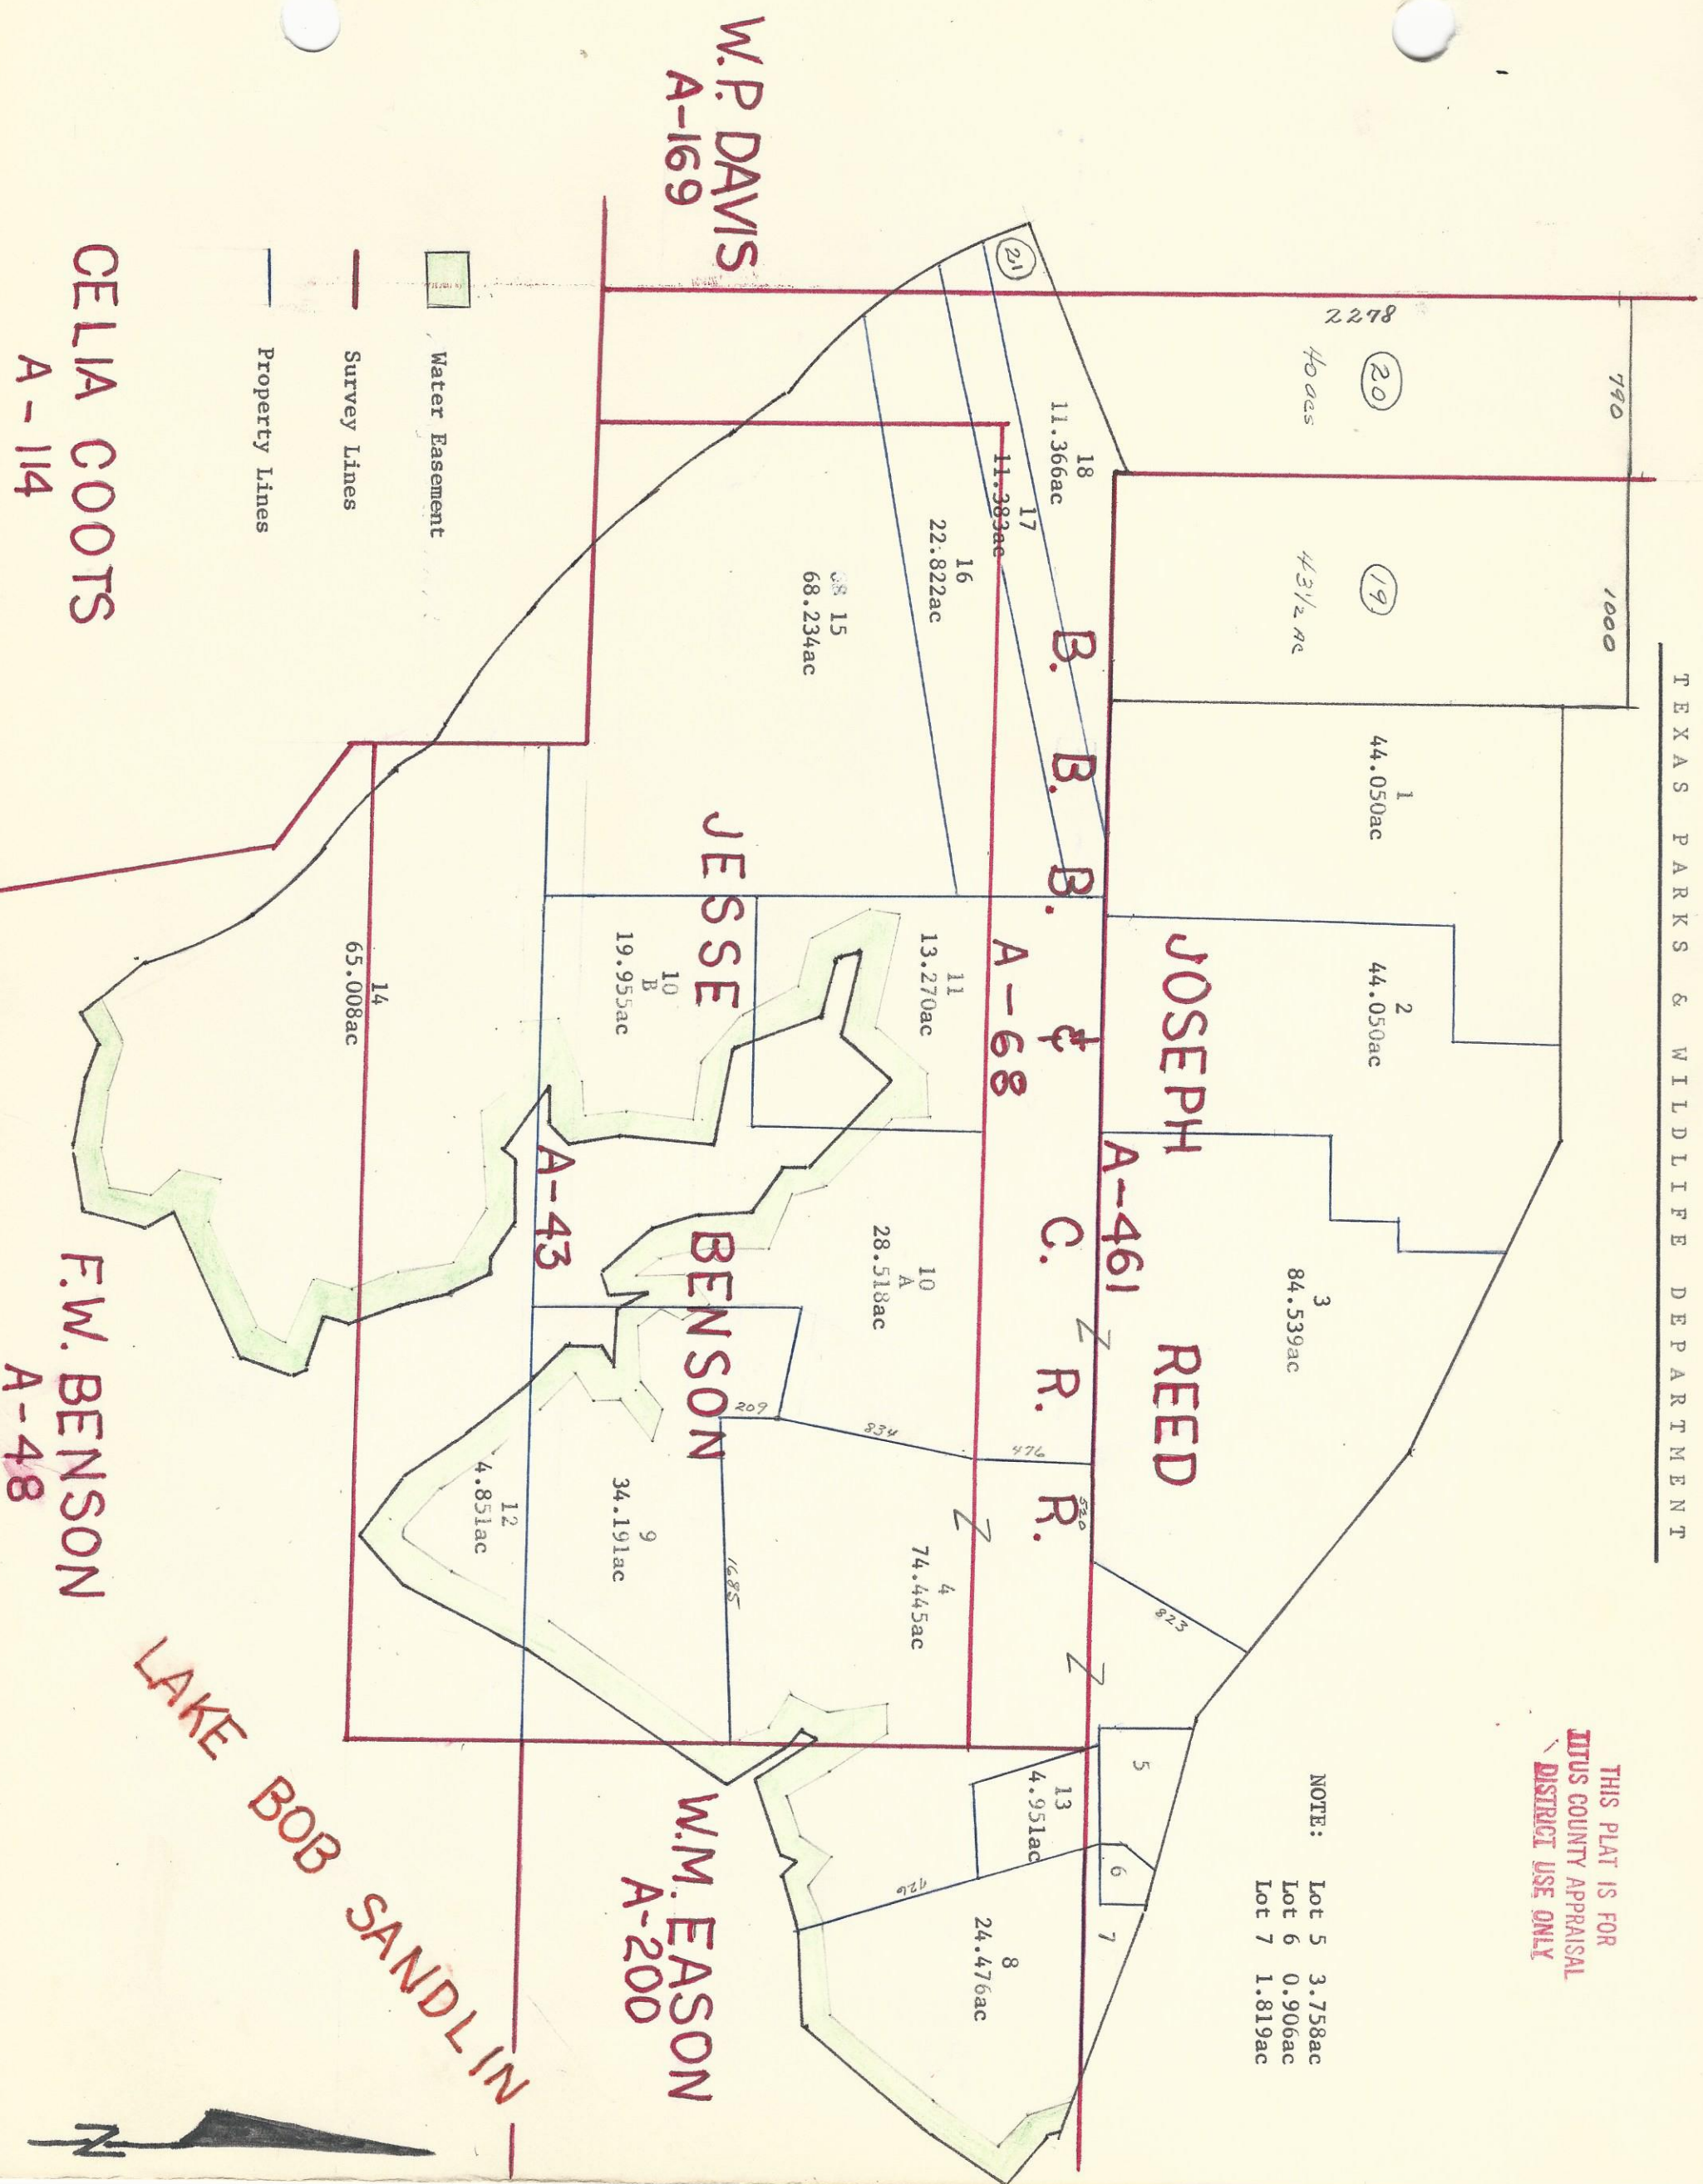 TEXAS PARKS & WILDLIFE DEPARTMENT
THIS PLAT IS FOR
TITUS COUNTY APPRAISAL
DISTRICT USE ONLY
NOTE: Lot 5 3.758ac
Lot 6 0.906ac
Lot 7 1.819ac
790
1000
2278
20
40 acs
19
43 1/2 AC
1
44.050ac
2
44.050ac
3
84.539ac
JOSEPH REED
A-461
823
5
6
7
21
18
11.366ac
17
11.383ac
16
22.822ac
15
68.234ac
B. B. B. & C. R. R.
A-68
520
476
834
209
1685
926
13
4.951ac
8
24.476ac
11
13.270ac
10
A
28.518ac
4
74.445ac
10
B
19.955ac
9
34.191ac
12
4.851ac
14
65.008ac
JESSE BENSON
A-43
W.P. DAVIS
A-169
W.M. EASON
A-200
Water Easement
Survey Lines
Property Lines
CELIA COOTS
A-114
F.W. BENSON
A-48
LAKE BOB SANDLIN
N